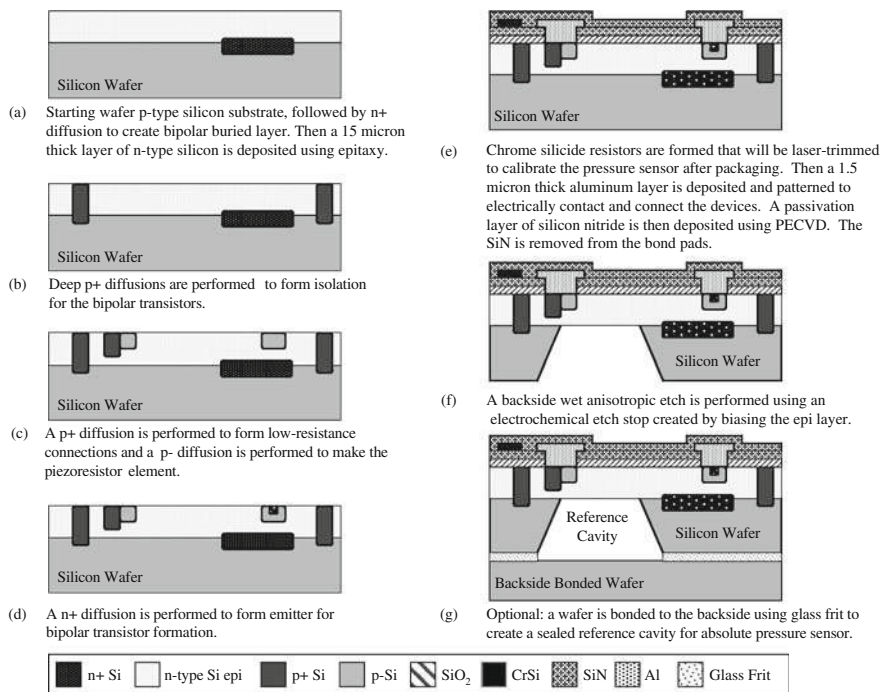 Silicon Wafer
(a) Starting wafer p-type silicon substrate, followed by n+
diffusion to create bipolar buried layer. Then a 15 micron
thick layer of n-type silicon is deposited using epitaxy.
Silicon Wafer
(b) Deep p+ diffusions are performed to form isolation
for the bipolar transistors.
Silicon Wafer
(c) A p+ diffusion is performed to form low-resistance
connections and a p- diffusion is performed to make the
piezoresistor element.
Silicon Wafer
(d) A n+ diffusion is performed to form emitter for
bipolar transistor formation.
Silicon Wafer
(e) Chrome silicide resistors are formed that will be laser-trimmed
to calibrate the pressure sensor after packaging. Then a 1.5
micron thick aluminum layer is deposited and patterned to
electrically contact and connect the devices. A passivation
layer of silicon nitride is then deposited using PECVD. The
SiN is removed from the bond pads.
Silicon Wafer
(f) A backside wet anisotropic etch is performed using an
electrochemical etch stop created by biasing the epi layer.
Reference
Cavity
Silicon Wafer
Backside Bonded Wafer
(g) Optional: a wafer is bonded to the backside using glass frit to
create a sealed reference cavity for absolute pressure sensor.
n+ Si n-type Si epi p+ Si p-Si SiO2 CrSi SiN Al Glass Frit